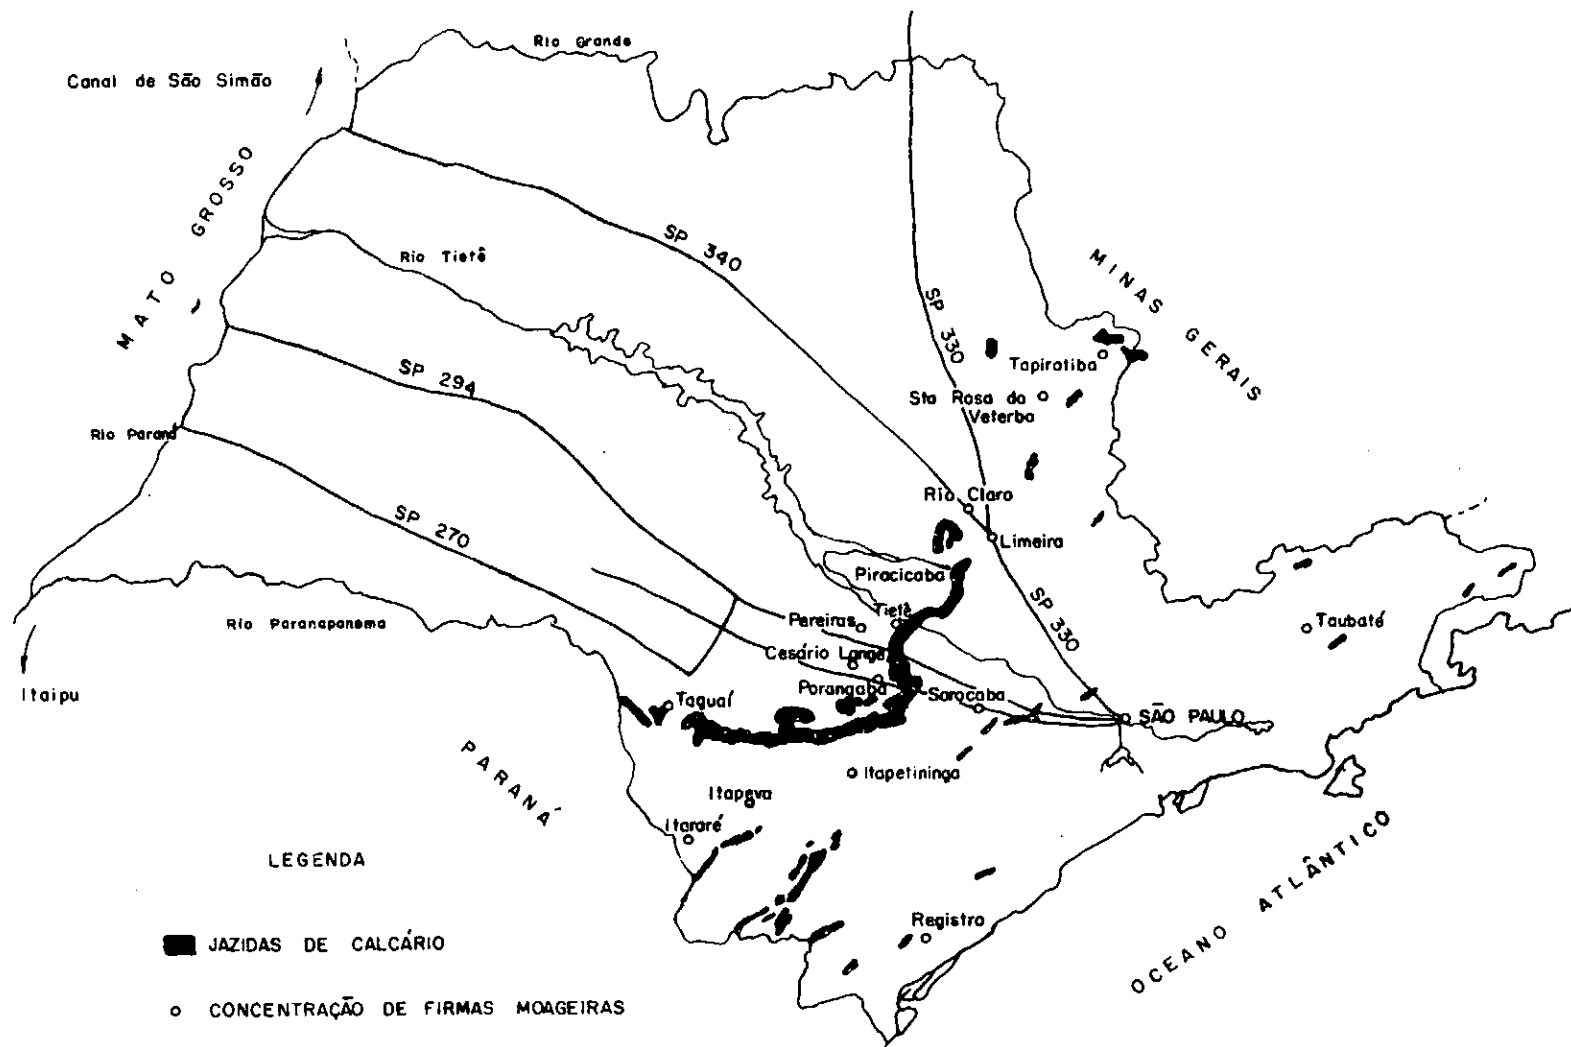 Rio Grande
Canal de São Simão
MATO GROSSO
SP 340
Rio Tietê
MINAS GERAIS
SP 330
Tapiratiba
SP 294
Sta Rosa do
Veterba
Rio Paraná
Rio Claro
SP 270
Limeira
Piracicaba
Tietê
SP 330
Rio Paranapanema
Pereiras
Taubaté
Cesário Lange
Itaipu
Porangaba
Sorocaba
Taguaí
SÃO PAULO
PARANÁ
Itapetininga
Itapeva
Itararé
OCEANO ATLÂNTICO
LEGENDA
Registro
JAZIDAS DE CALCÁRIO
CONCENTRAÇÃO DE FIRMAS MOAGEIRAS